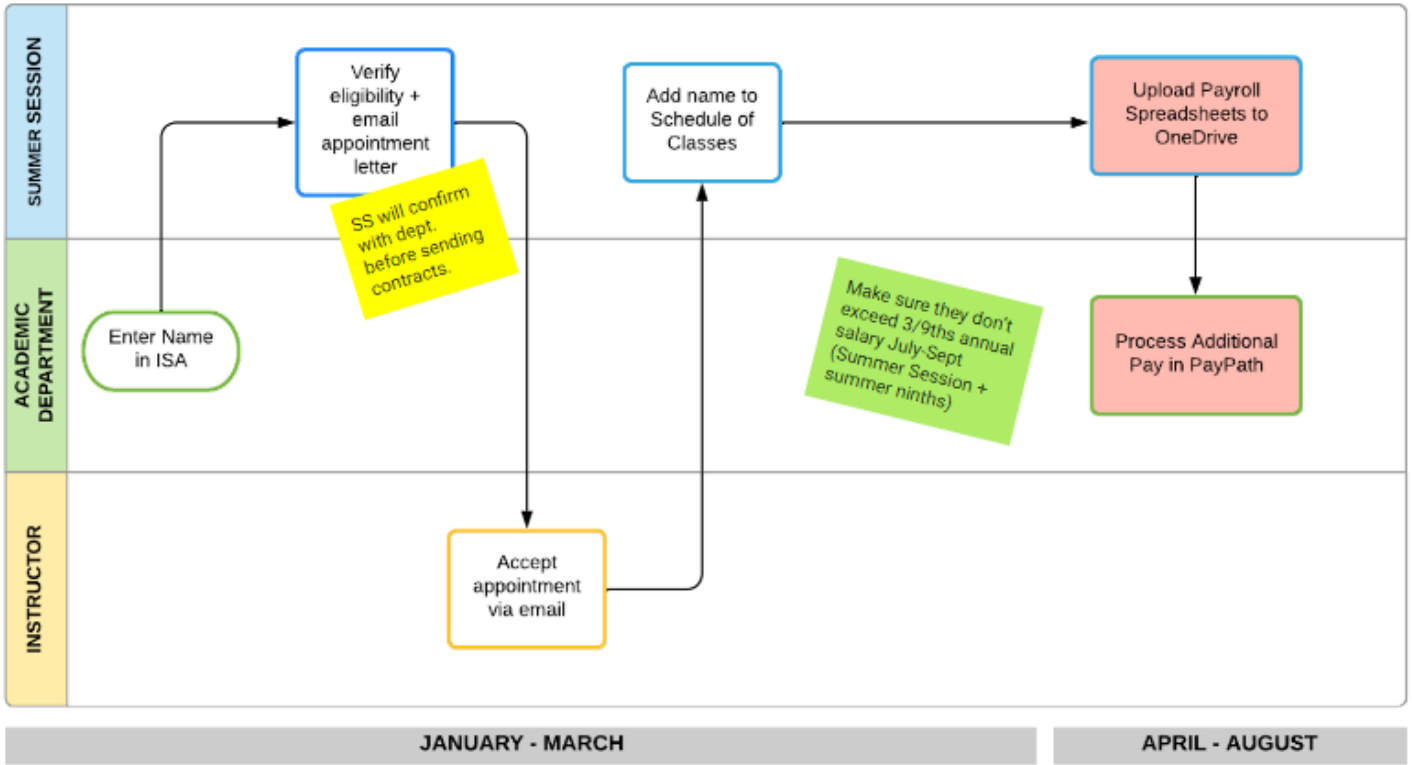 SUMMER SESSION
Verify
eligibility +
email
appointment
letter
SS will confirm
with dept.
before sending
contracts.
Add name to
Schedule of
Classes
Upload Payroll
Spreadsheets to
OneDrive
ACADEMIC
DEPARTMENT
Enter Name
in ISA
Make sure they don't
exceed 3/9ths annual
salary July-Sept
(Summer Session +
summer ninths)
Process Additional
Pay in PayPath
INSTRUCTOR
Accept
appointment
via email
JANUARY - MARCH
APRIL - AUGUST